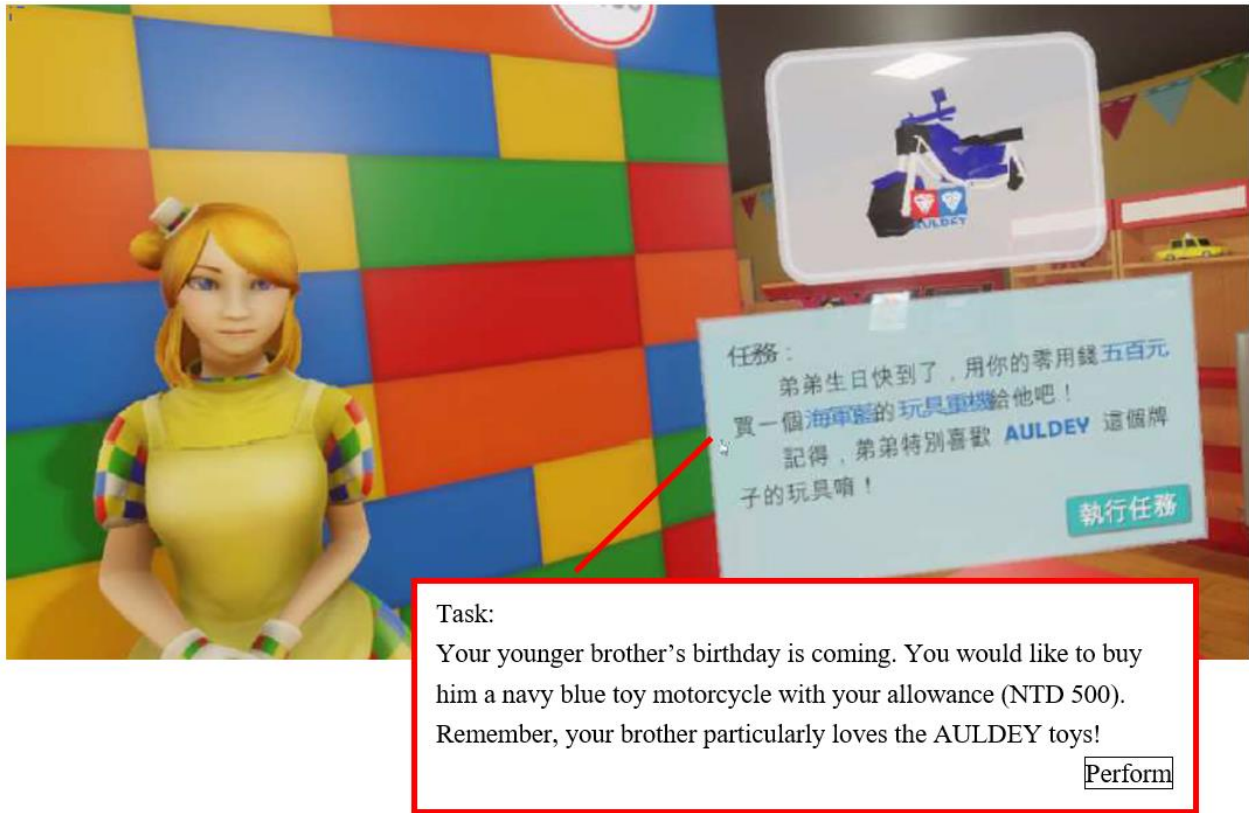 AULDEY
任務：
弟弟生日快到了，用你的零用錢五百元
買一個海軍藍的玩具重機給他吧！
記得，弟弟特別喜歡 AULDEY 這個牌
子的玩具唷！
執行任務
Task:
Your younger brother’s birthday is coming. You would like to buy
him a navy blue toy motorcycle with your allowance (NTD 500).
Remember, your brother particularly loves the AULDEY toys!
Perform